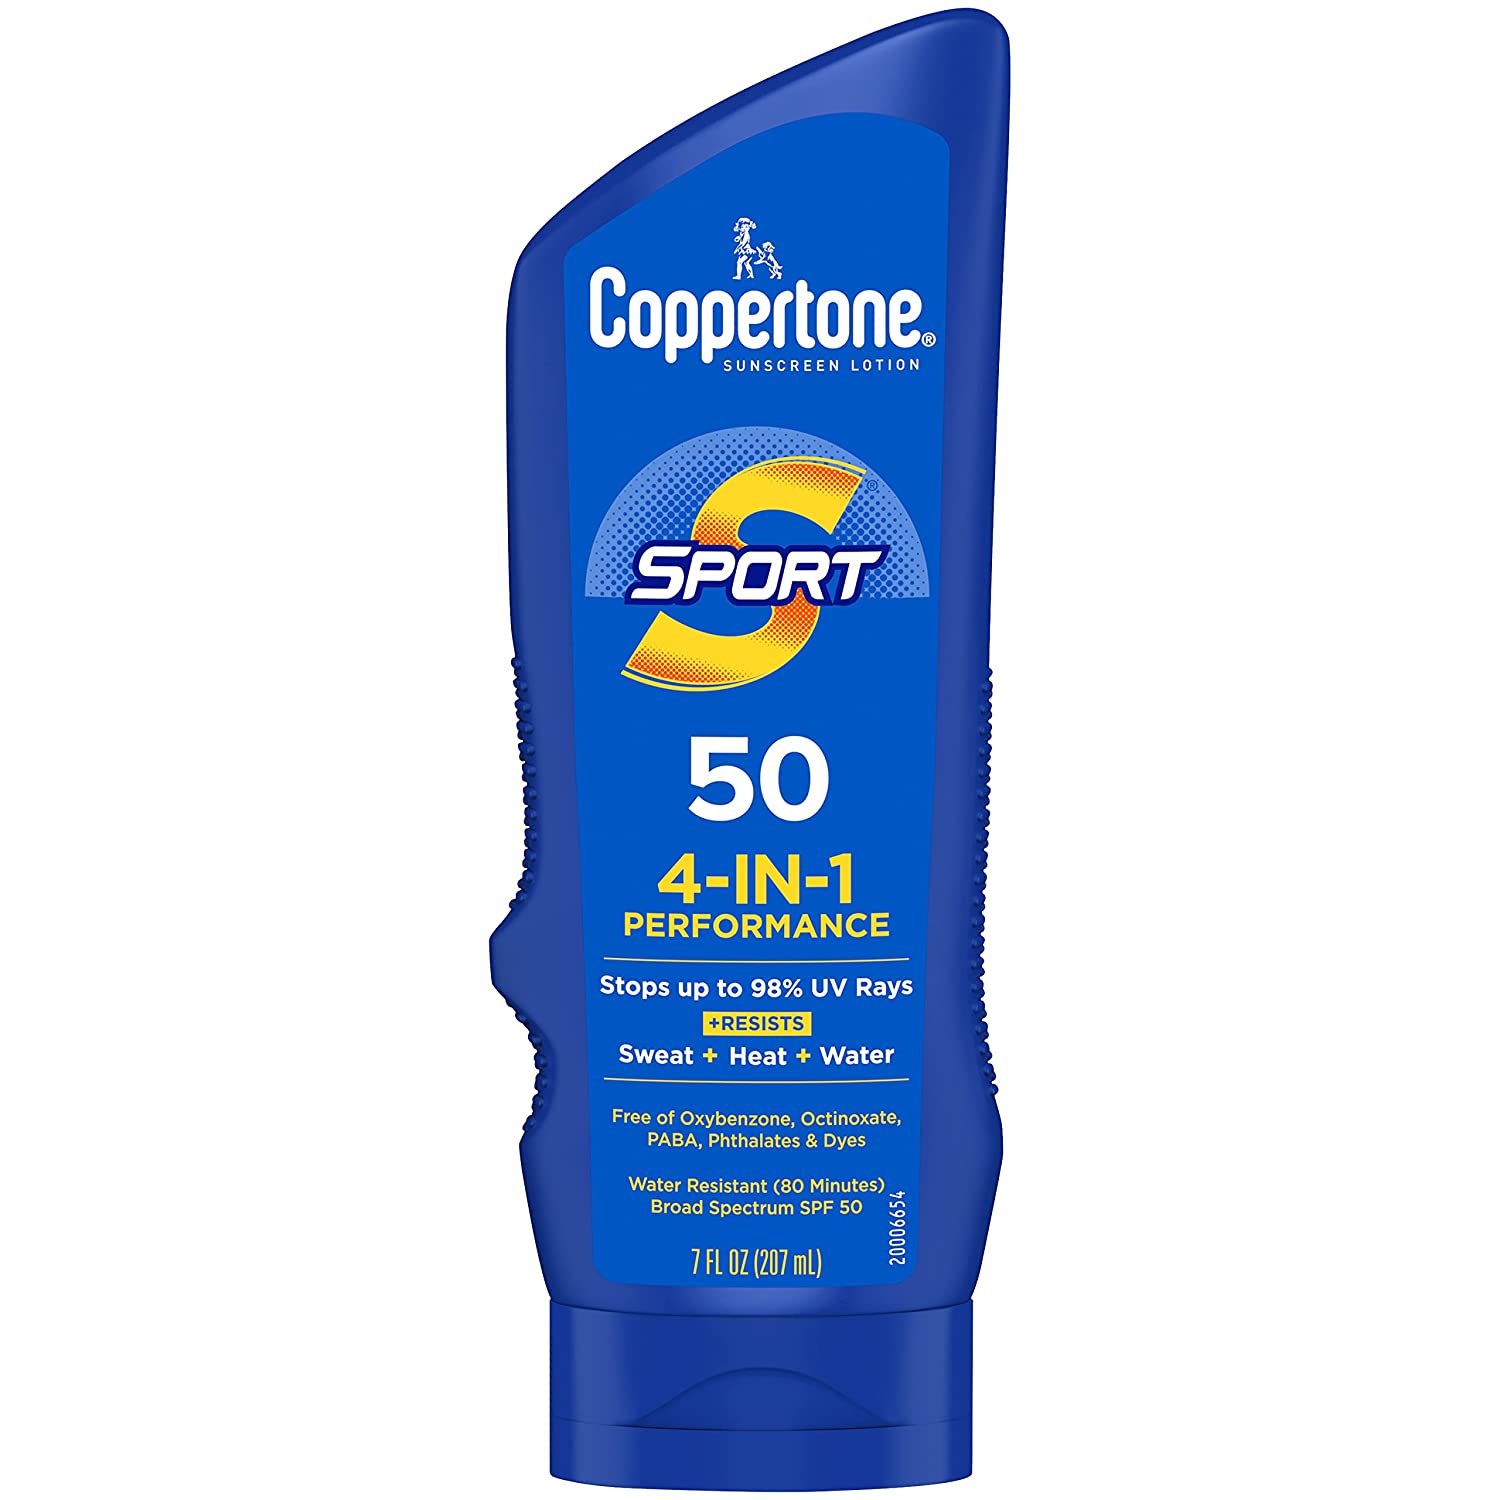 Coppertone®
SUNSCREEN LOTION
S®
SPORT
50
4-IN-1
PERFORMANCE
Stops up to 98% UV Rays
+RESISTS
Sweat + Heat + Water
Free of Oxybenzone, Octinoxate,
PABA, Phthalates & Dyes
Water Resistant (80 Minutes)
Broad Spectrum SPF 50
20006654
7 FL OZ (207 mL)